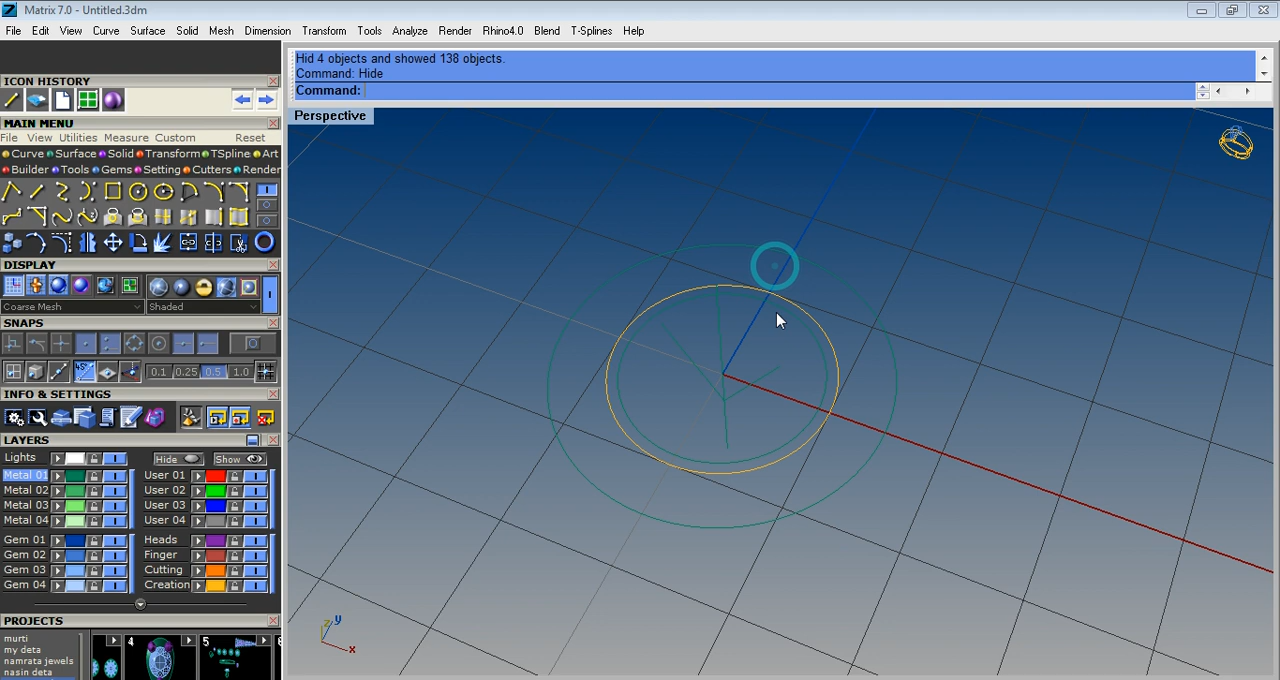 Matrix 7.0 - Untitled.3dm
File Edit View Curve Surface Solid Mesh Dimension Transform Tools Analyze Render Rhino4.0 Blend T-Splines Help
Hid 4 objects and showed 138 objects.
Command: Hide
Command:
Perspective
ICON HISTORY
MAIN MENU
File View Utilities Measure Custom Reset
Curve Surface Solid Transform TSpline Art
Builder Tools Gems Setting Cutters Render
DISPLAY
Coarse Mesh Shaded
SNAPS
45°
0.1 0.25 0.5 1.0
INFO & SETTINGS
LAYERS
Lights Hide Show
Metal 01 User 01
Metal 02 User 02
Metal 03 User 03
Metal 04 User 04
Gem 01 Heads
Gem 02 Finger
Gem 03 Cutting
Gem 04 Creation
PROJECTS
murti
my deta
namrata jewels
nasin deta
4 5
z y
x